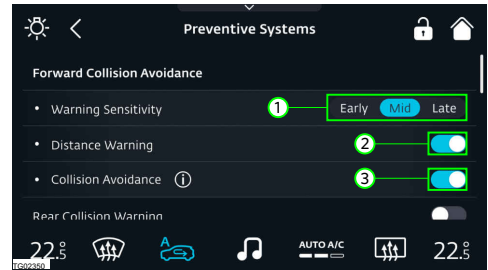 Preventive Systems
Forward Collision Avoidance
• Warning Sensitivity 1 Early Mid Late
• Distance Warning 2
• Collision Avoidance i 3
Rear Collision Warning
22.5° A AUTO A/C 22.5°
TG02350